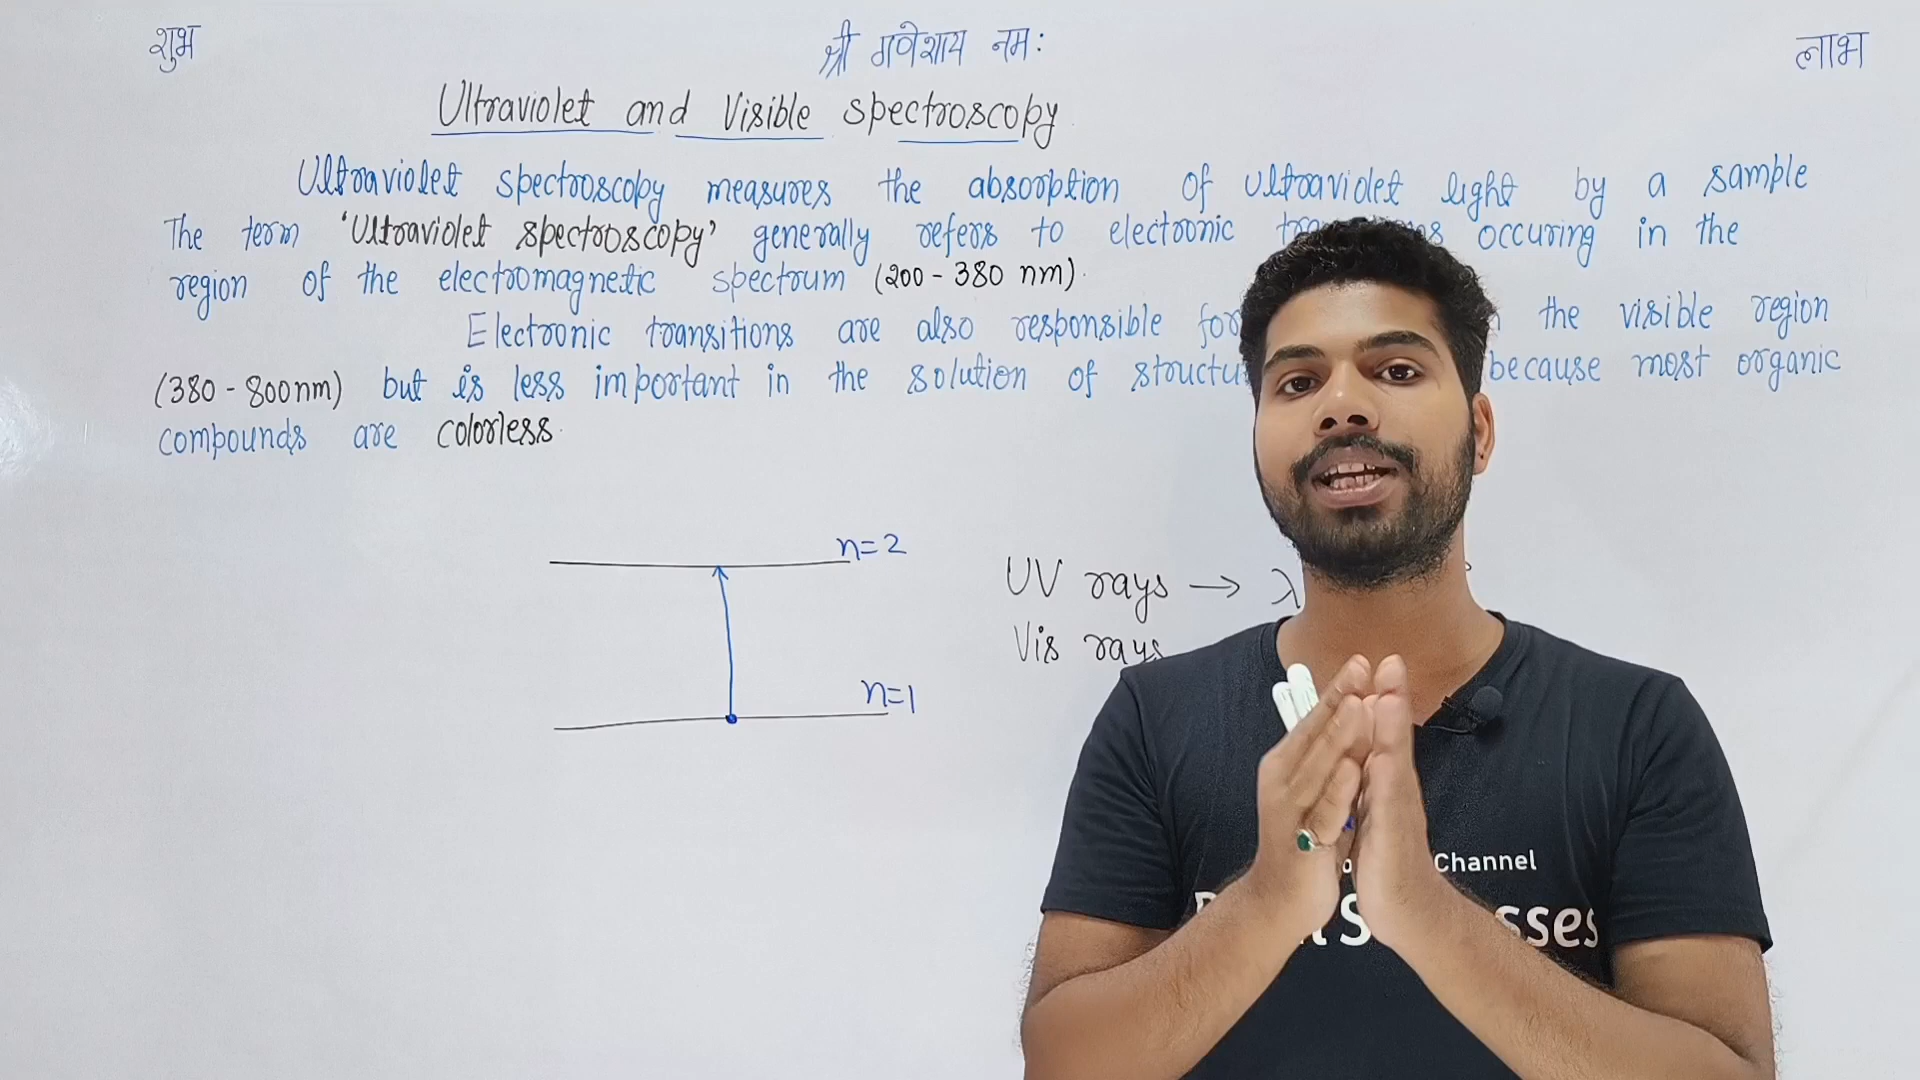 शुभ श्री गणेशाय नमः लाभ
Ultraviolet and Visible spectroscopy
Ultraviolet spectroscopy measures the absorption of ultraviolet light by a sample
The term 'Ultraviolet spectroscopy' generally refers to electronic occuring in the
region of the electromagnetic spectrum (200 - 380 nm).
Electronic transitions are also responsible for the visible region
(380 - 800nm) but is less important in the solution of because most organic
compounds are colorless.
n=2
UV rays → λ
Vis rays
n=1
Channel